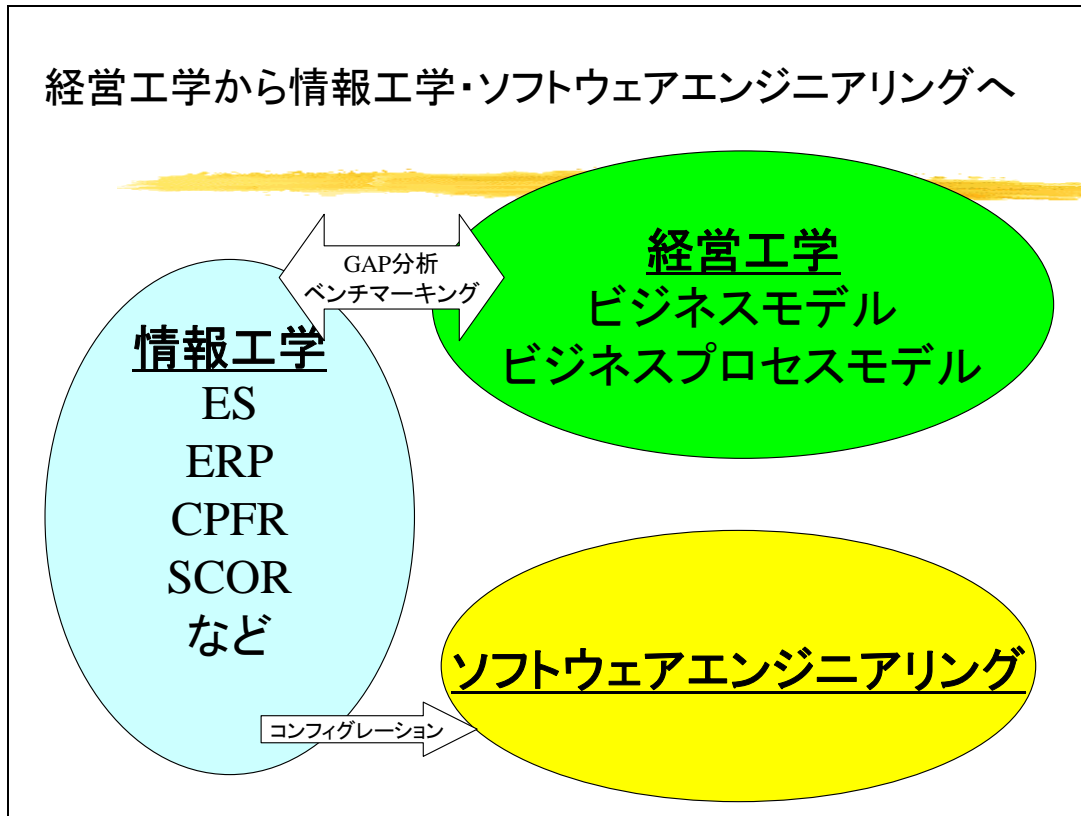 経営工学から情報工学・ソフトウェアエンジニアリングへ
GAP分析
ベンチマーキング
経営工学
ビジネスモデル
ビジネスプロセスモデル
情報工学
ES
ERP
CPFR
SCOR
など
ソフトウェアエンジニアリング
コンフィグレーション